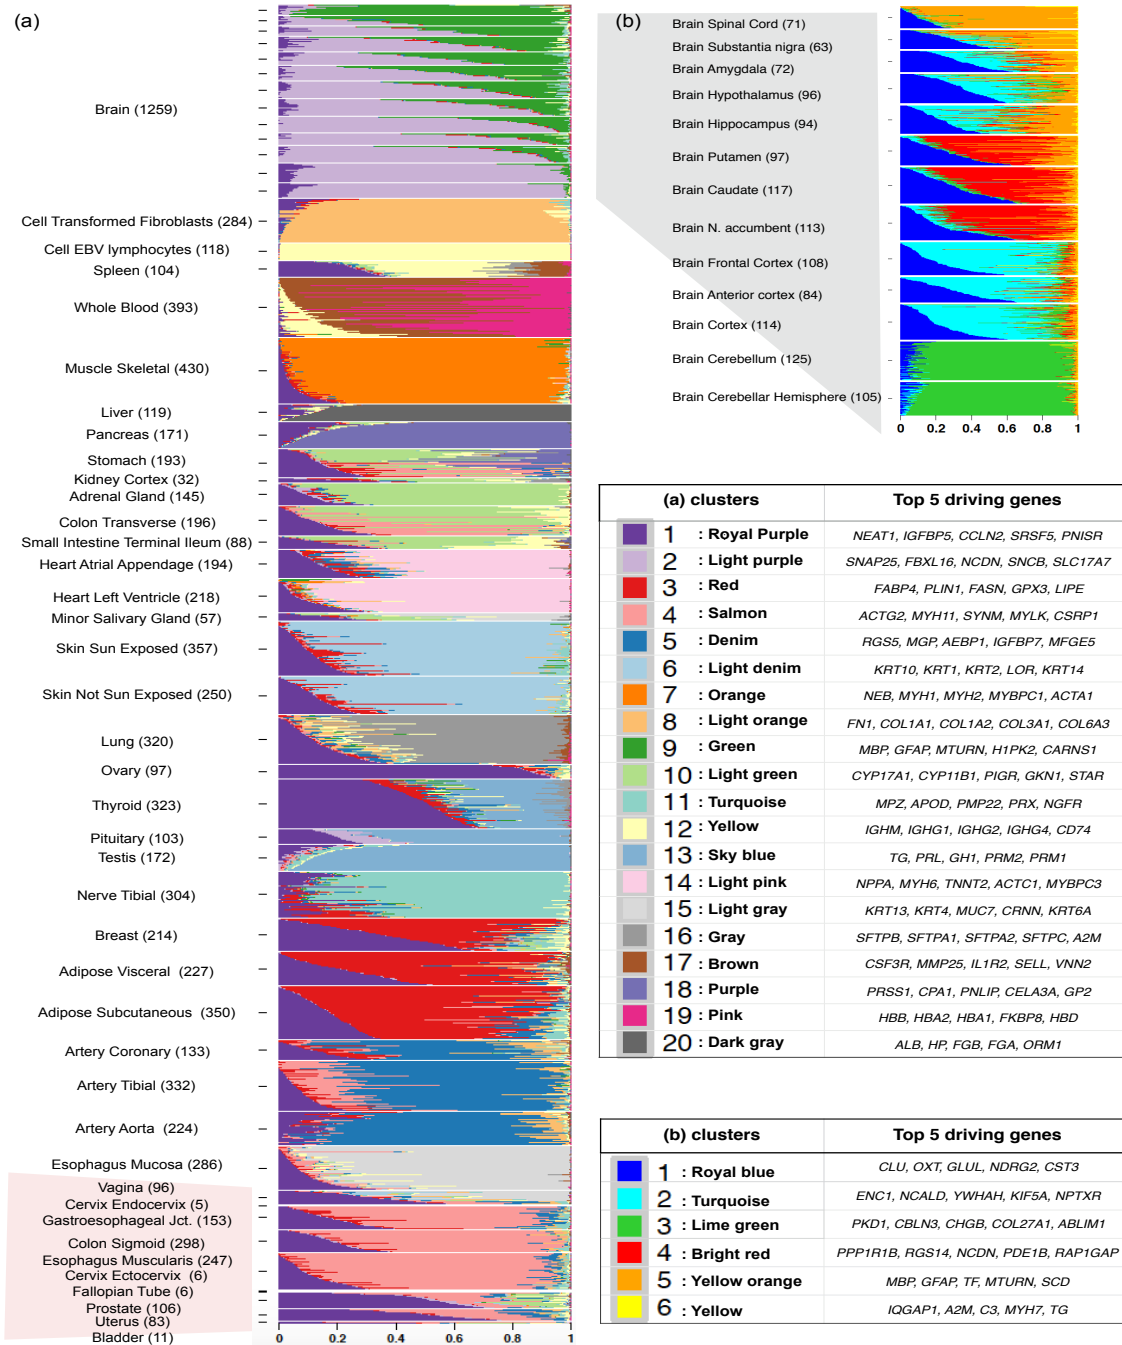 (a)
Brain (1259)
Cell Transformed Fibroblasts (284)
Cell EBV lymphocytes (118)
Spleen (104)
Whole Blood (393)
Muscle Skeletal (430)
Liver (119)
Pancreas (171)
Stomach (193)
Kidney Cortex (32)
Adrenal Gland (145)
Colon Transverse (196)
Small Intestine Terminal Ileum (88)
Heart Atrial Appendage (194)
Heart Left Ventricle (218)
Minor Salivary Gland (57)
Skin Sun Exposed (357)
Skin Not Sun Exposed (250)
Lung (320)
Ovary (97)
Thyroid (323)
Pituitary (103)
Testis (172)
Nerve Tibial (304)
Breast (214)
Adipose Visceral (227)
Adipose Subcutaneous (350)
Artery Coronary (133)
Artery Tibial (332)
Artery Aorta (224)
Esophagus Mucosa (286)
Vagina (96)
Cervix Endocervix (5)
Gastroesophageal Jct. (153)
Colon Sigmoid (298)
Esophagus Muscularis (247)
Cervix Ectocervix (6)
Fallopian Tube (6)
Prostate (106)
Uterus (83)
Bladder (11)
0 0.2 0.4 0.6 0.8 1
(b)
Brain Spinal Cord (71)
Brain Substantia nigra (63)
Brain Amygdala (72)
Brain Hypothalamus (96)
Brain Hippocampus (94)
Brain Putamen (97)
Brain Caudate (117)
Brain N. accumbent (113)
Brain Frontal Cortex (108)
Brain Anterior cortex (84)
Brain Cortex (114)
Brain Cerebellum (125)
Brain Cerebellar Hemisphere (105)
0 0.2 0.4 0.6 0.8 1
(a) clusters Top 5 driving genes
1 : Royal Purple NEAT1, IGFBP5, CCLN2, SRSF5, PNISR
2 : Light purple SNAP25, FBXL16, NCDN, SNCB, SLC17A7
3 : Red FABP4, PLIN1, FASN, GPX3, LIPE
4 : Salmon ACTG2, MYH11, SYNM, MYLK, CSRP1
5 : Denim RGS5, MGP, AEBP1, IGFBP7, MFGE5
6 : Light denim KRT10, KRT1, KRT2, LOR, KRT14
7 : Orange NEB, MYH1, MYH2, MYBPC1, ACTA1
8 : Light orange FN1, COL1A1, COL1A2, COL3A1, COL6A3
9 : Green MBP, GFAP, MTURN, H1PK2, CARNS1
10 : Light green CYP17A1, CYP11B1, PIGR, GKN1, STAR
11 : Turquoise MPZ, APOD, PMP22, PRX, NGFR
12 : Yellow IGHM, IGHG1, IGHG2, IGHG4, CD74
13 : Sky blue TG, PRL, GH1, PRM2, PRM1
14 : Light pink NPPA, MYH6, TNNT2, ACTC1, MYBPC3
15 : Light gray KRT13, KRT4, MUC7, CRNN, KRT6A
16 : Gray SFTPB, SFTPA1, SFTPA2, SFTPC, A2M
17 : Brown CSF3R, MMP25, IL1R2, SELL, VNN2
18 : Purple PRSS1, CPA1, PNLIP, CELA3A, GP2
19 : Pink HBB, HBA2, HBA1, FKBP8, HBD
20 : Dark gray ALB, HP, FGB, FGA, ORM1
(b) clusters Top 5 driving genes
1 : Royal blue CLU, OXT, GLUL, NDRG2, CST3
2 : Turquoise ENC1, NCALD, YWHAH, KIF5A, NPTXR
3 : Lime green PKD1, CBLN3, CHGB, COL27A1, ABLIM1
4 : Bright red PPP1R1B, RGS14, NCDN, PDE1B, RAP1GAP
5 : Yellow orange MBP, GFAP, TF, MTURN, SCD
6 : Yellow IQGAP1, A2M, C3, MYH7, TG